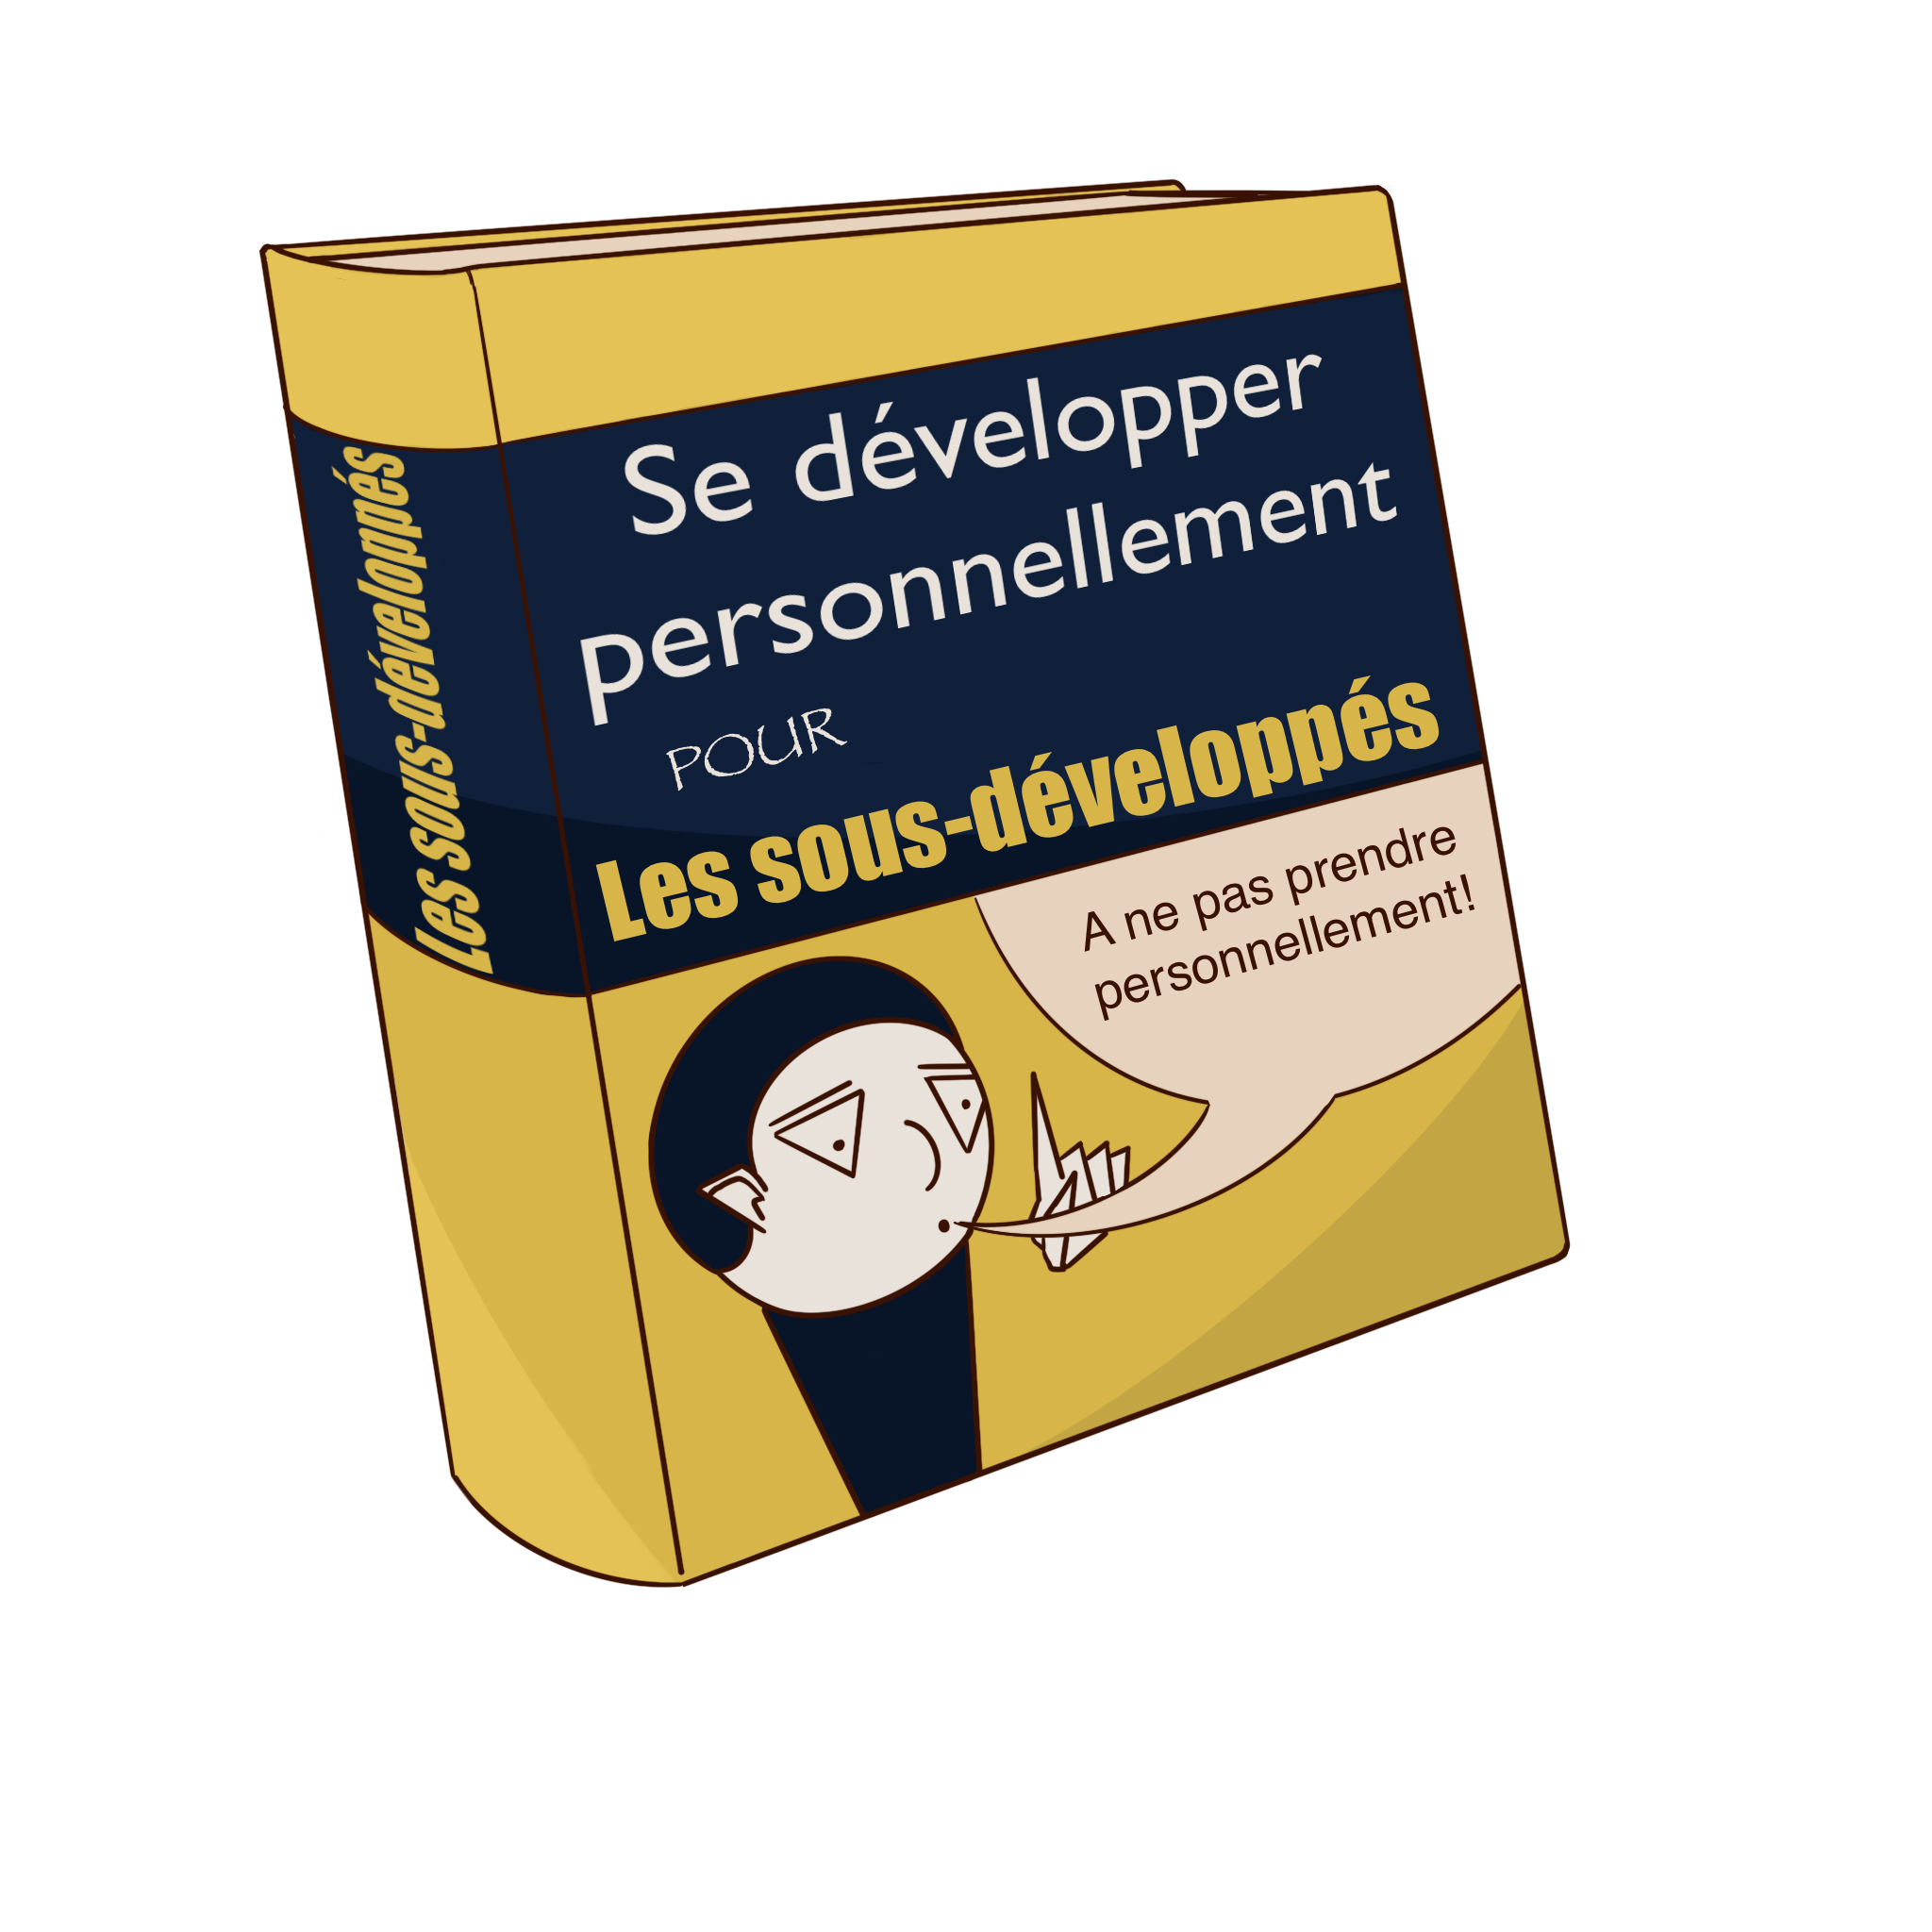 Les sous-développés
Se développer
personnellement
POUR
Les sous-développés
A ne pas prendre
personnellement!